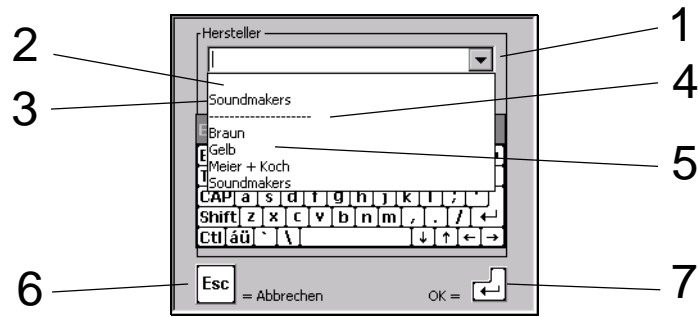 Hersteller
1
2
Soundmakers
3
4
--------------------
Braun
Gelb
5
Meier + Koch
Soundmakers
CAP a s d f g h j k l ; '
Shift z x c v b n m , . / ↵
Ctl áü ` \ ↓ ↑ ← →
6
Esc = Abbrechen OK = ↵
7